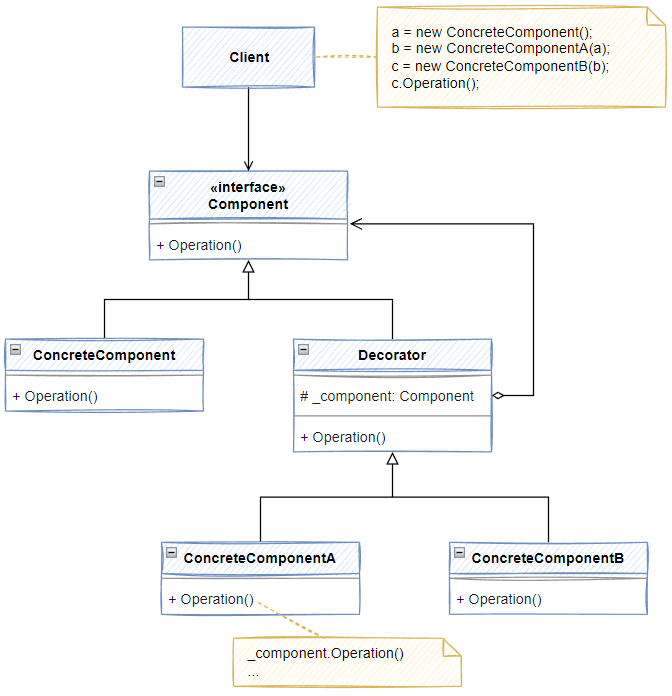 Client
a = new ConcreteComponent();
b = new ConcreteComponentA(a);
c = new ConcreteComponentB(b);
c.Operation();
«interface»
Component
+ Operation()
ConcreteComponent
+ Operation()
Decorator
# _component: Component
+ Operation()
ConcreteComponentA
+ Operation()
ConcreteComponentB
+ Operation()
_component.Operation()
...